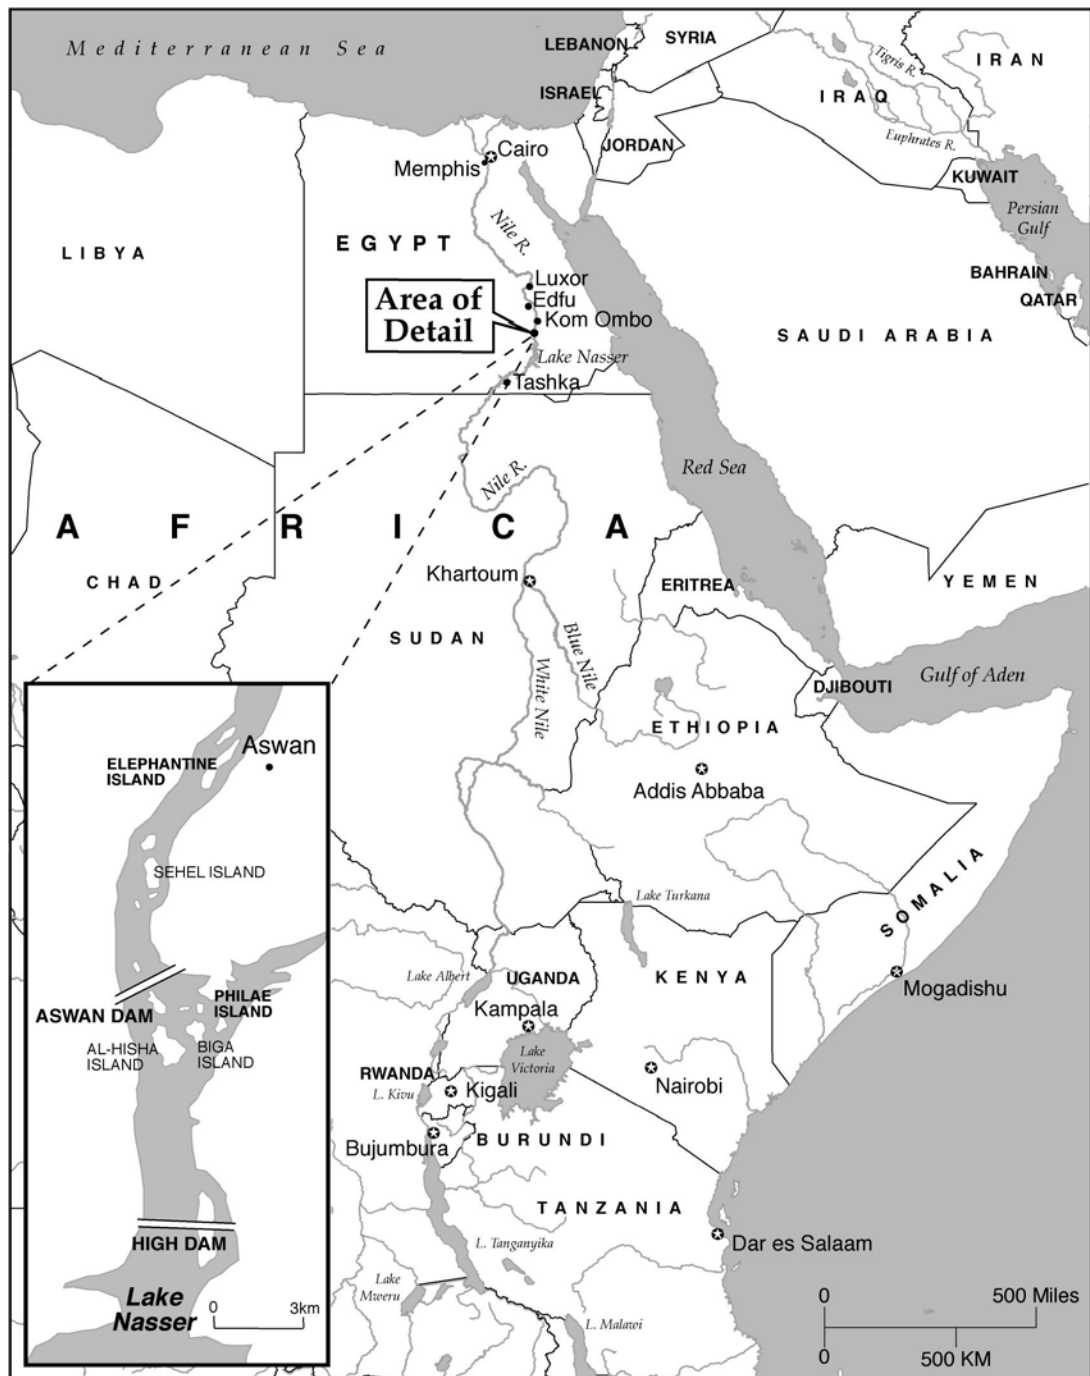 Mediterranean Sea
LEBANON
SYRIA
Tigris R.
IRAN
ISRAEL
IRAQ
Euphrates R.
JORDAN
Cairo
Memphis
KUWAIT
Persian
Gulf
LIBYA
EGYPT
Nile R.
BAHRAIN
QATAR
Luxor
Edfu
Kom Ombo
Area of
Detail
SAUDI ARABIA
Lake Nasser
Tashka
Red Sea
Nile R.
AFRICA
CHAD
Khartoum
ERITREA
YEMEN
SUDAN
Blue Nile
White Nile
DJIBOUTI
Gulf of Aden
ETHIOPIA
Addis Abbaba
SOMALIA
Lake Turkana
Lake Albert
UGANDA
KENYA
Mogadishu
Kampala
Lake
Victoria
RWANDA
L. Kivu
Kigali
Nairobi
Bujumbura
BURUNDI
TANZANIA
Dar es Salaam
L. Tanganyika
Lake
Mweru
L. Malawi
0 500 Miles
0 500 KM
Aswan
ELEPHANTINE
ISLAND
SEHEL ISLAND
ASWAN DAM
PHILAE
ISLAND
AL-HISHA
ISLAND
BIGA
ISLAND
HIGH DAM
Lake
Nasser
0 3km